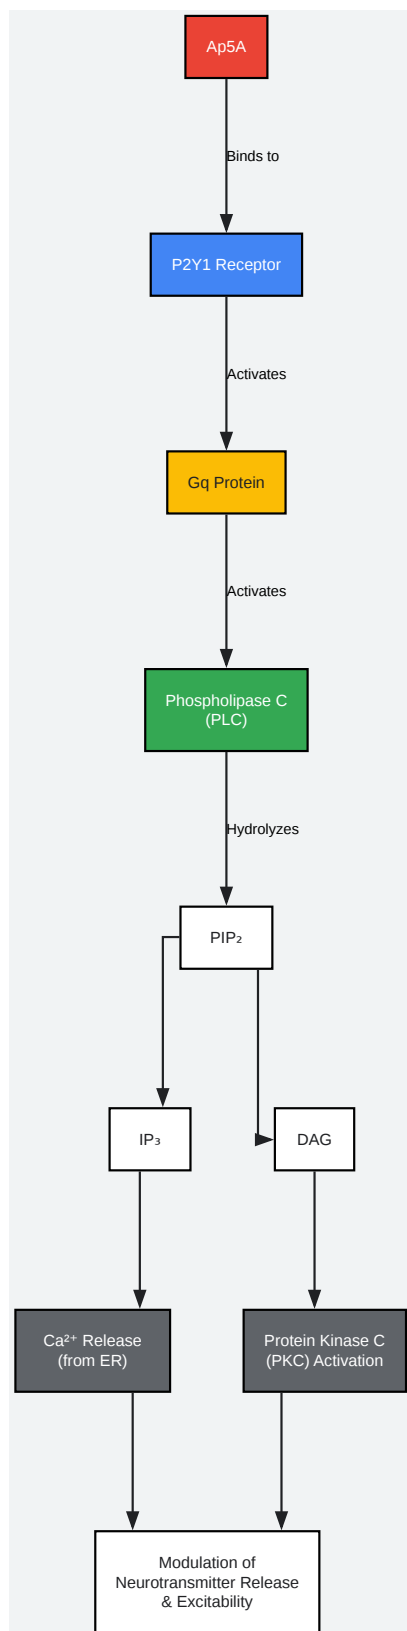 Ap5A
Binds to
P2Y1 Receptor
Activates
Gq Protein
Activates
Phospholipase C
(PLC)
Hydrolyzes
PIP₂
IP₃
DAG
Ca²⁺ Release
(from ER)
Protein Kinase C
(PKC) Activation
Modulation of
Neurotransmitter Release
& Excitability